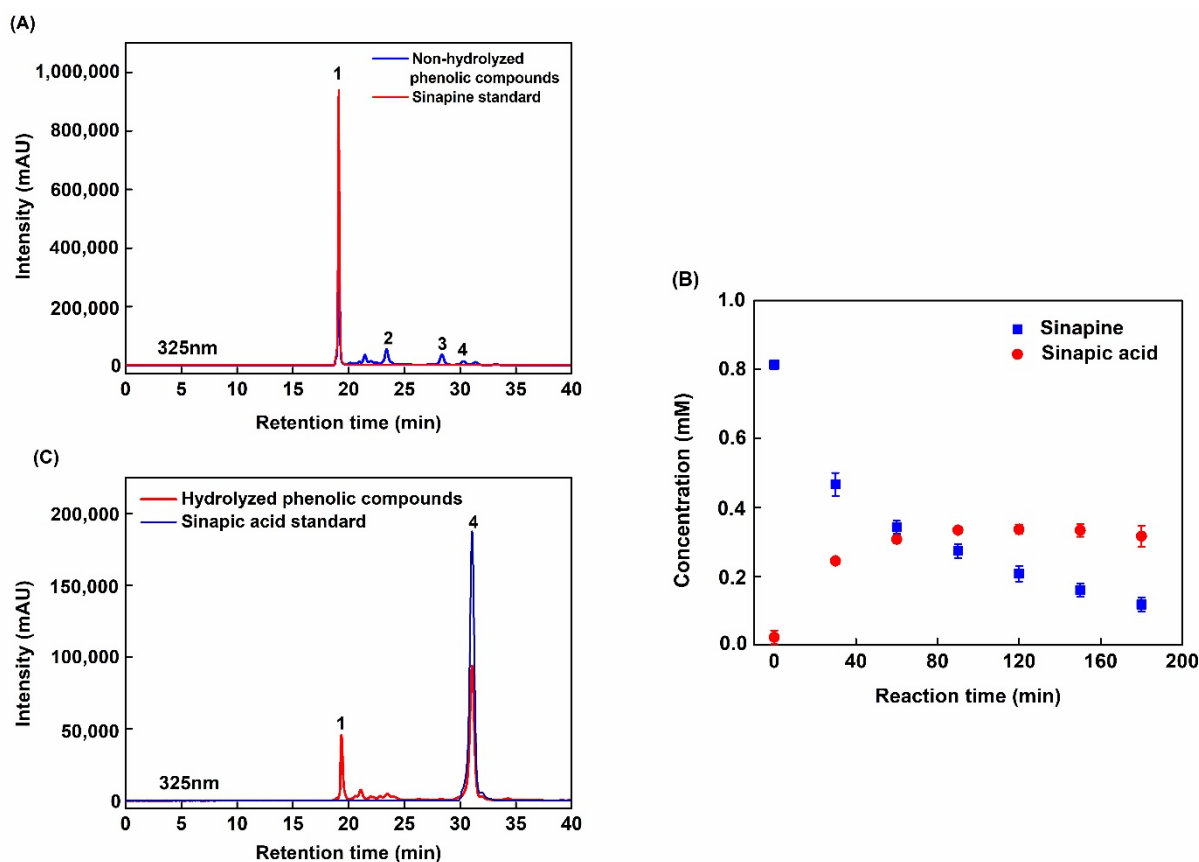 (A)
Non-hydrolyzed
phenolic compounds
Sinapine standard
1,000,000
800,000
600,000
400,000
200,000
0
Intensity (mAU)
1
2
3
4
325nm
0 5 10 15 20 25 30 35 40
Retention time (min)
(B)
Sinapine
Sinapic acid
1.0
0.8
0.6
0.4
0.2
0.0
Concentration (mM)
0 40 80 120 160 200
Reaction time (min)
(C)
Hydrolyzed phenolic compounds
Sinapic acid standard
200,000
150,000
100,000
50,000
0
Intensity (mAU)
1
4
325nm
0 5 10 15 20 25 30 35 40
Retention time (min)